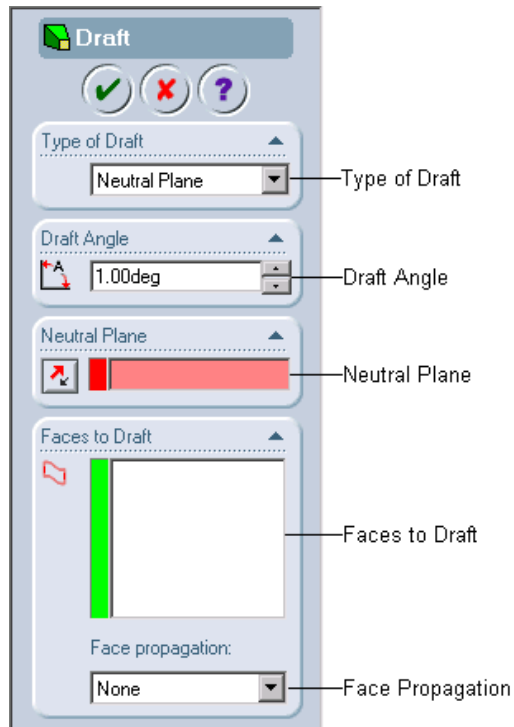 Draft
?
Type of Draft
Neutral Plane
Type of Draft
Draft Angle
A
1.00deg
Draft Angle
Neutral Plane
Neutral Plane
Faces to Draft
Faces to Draft
Face propagation:
None
Face Propagation